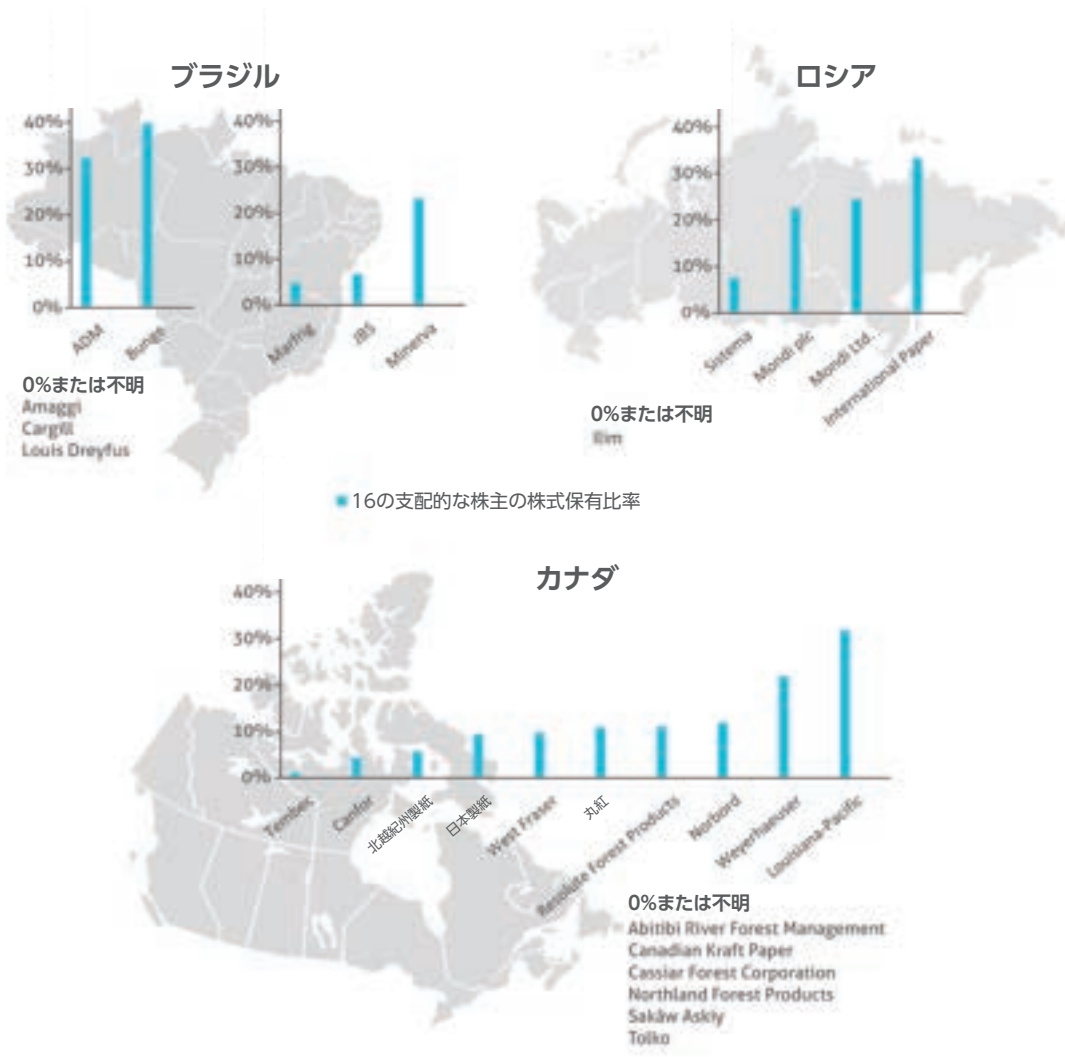 ブラジル
40%
30%
20%
10%
0%
ADM
Bunge
40%
30%
20%
10%
0%
Marfrig
JBS
Minerva
0%または不明
Amaggi
Cargill
Louis Dreyfus
ロシア
40%
30%
20%
10%
0%
Sistema
Mondi plc
Mondi Ltd.
International Paper
0%または不明
Ilim
16の支配的な株主の株式保有比率
カナダ
40%
30%
20%
10%
0%
Tembec
Canfor
北越紀州製紙
日本製紙
West Fraser
丸紅
Resolute Forest Products
Norbord
Weyerhaeuser
Louisiana-Pacific
0%または不明
Abitibi River Forest Management
Canadian Kraft Paper
Cassiar Forest Corporation
Northland Forest Products
Sakâw Askiy
Tolko